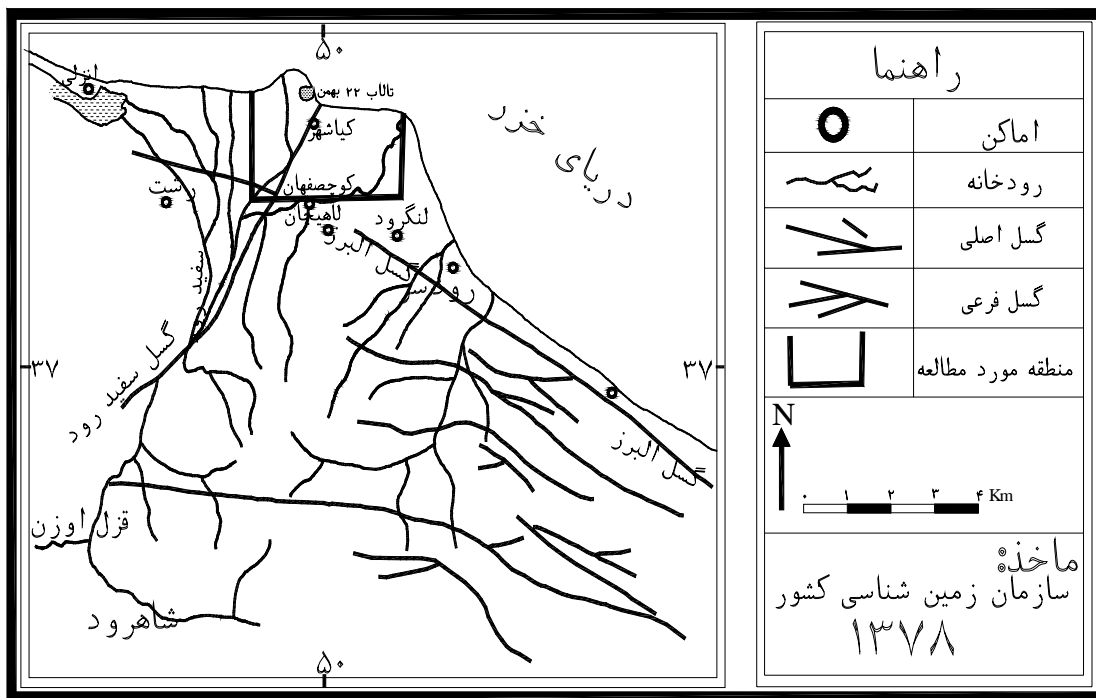 ۵۰
انزلی
تالاب ۲۲ بهمن
کیاشهر
دریای خزر
رشت
کوچصفهان
لاهیجان
لنگرود
گسل البرز
رودسر
سفید رود
گسل سفید رود
۳۷
۳۷
گسل البرز
قزل اوزن
شاهرود
۵۰
راهنما
اماکن
رودخانه
گسل اصلی
گسل فرعی
منطقه مورد مطالعه
N
۰ ۱ ۲ ۳ ۴ Km
ماخذ:
سازمان زمین شناسی کشور
۱۳۷۸